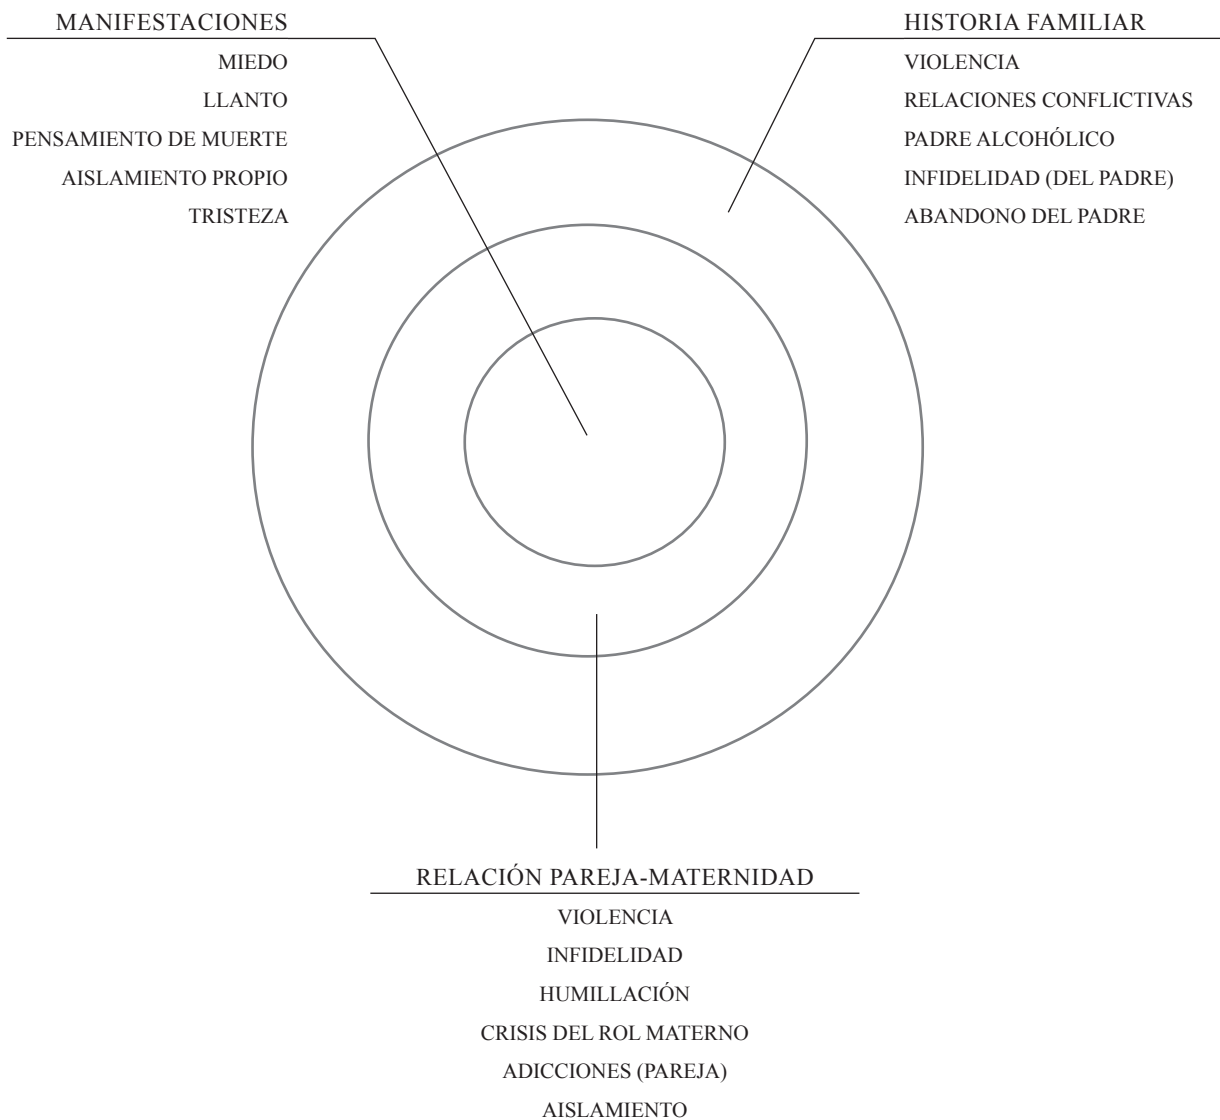 MANIFESTACIONES
MIEDO
LLANTO
PENSAMIENTO DE MUERTE
AISLAMIENTO PROPIO
TRISTEZA
HISTORIA FAMILIAR
VIOLENCIA
RELACIONES CONFLICTIVAS
PADRE ALCOHÓLICO
INFIDELIDAD (DEL PADRE)
ABANDONO DEL PADRE
RELACIÓN PAREJA-MATERNIDAD
VIOLENCIA
INFIDELIDAD
HUMILLACIÓN
CRISIS DEL ROL MATERNO
ADICCIONES (PAREJA)
AISLAMIENTO